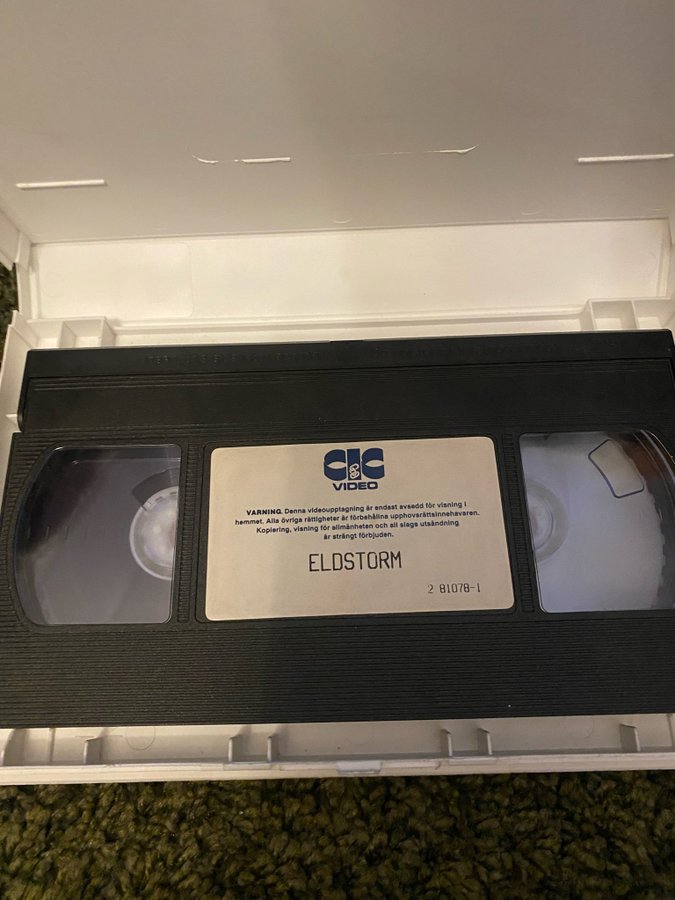 CIC
VIDEO
VARNING. Denna videoupptagning är endast avsedd för visning i
hemmet. Alla övriga rättigheter är förbehållna upphovsrättsinnehavaren.
Kopiering, visning för allmänheten och all slags utsändning
är strängt förbjuden.
ELDSTORM
2 81078-1